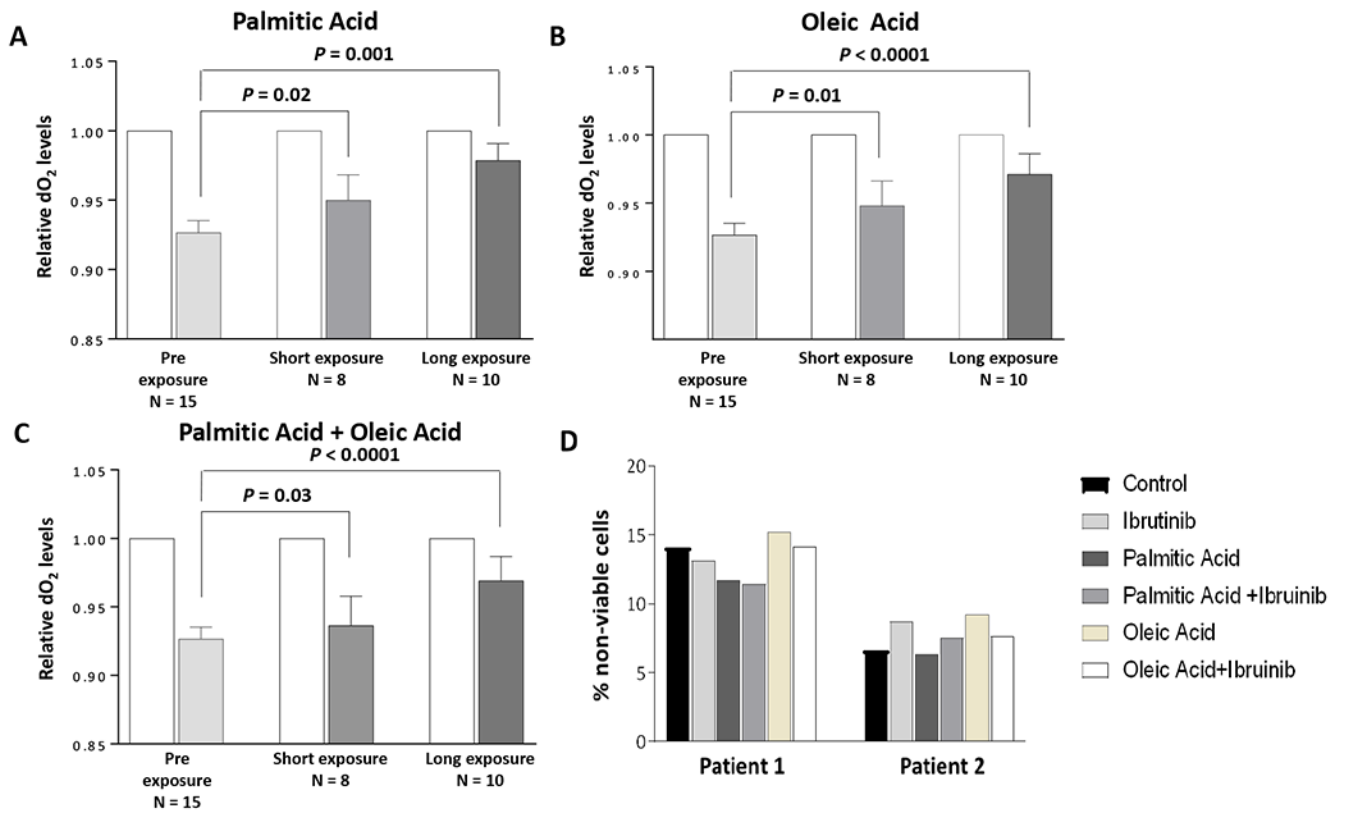 A
Palmitic Acid
P = 0.001
P = 0.02
Relative dO2 levels
1.05
1.00
0.95
0.90
0.85
Pre
exposure
N = 15
Short exposure
N = 8
Long exposure
N = 10
B
Oleic Acid
P < 0.0001
P = 0.01
Relative dO2 levels
1.05
1.00
0.95
0.90
Pre
exposure
N = 15
Short exposure
N = 8
Long exposure
N = 10
C
Palmitic Acid + Oleic Acid
P < 0.0001
P = 0.03
Relative dO2 levels
1.05
1.00
0.95
0.90
0.85
Pre
exposure
N = 15
Short exposure
N = 8
Long exposure
N = 10
D
% non-viable cells
20
15
10
5
0
Patient 1
Patient 2
Control
Ibrutinib
Palmitic Acid
Palmitic Acid +Ibruinib
Oleic Acid
Oleic Acid+Ibruinib